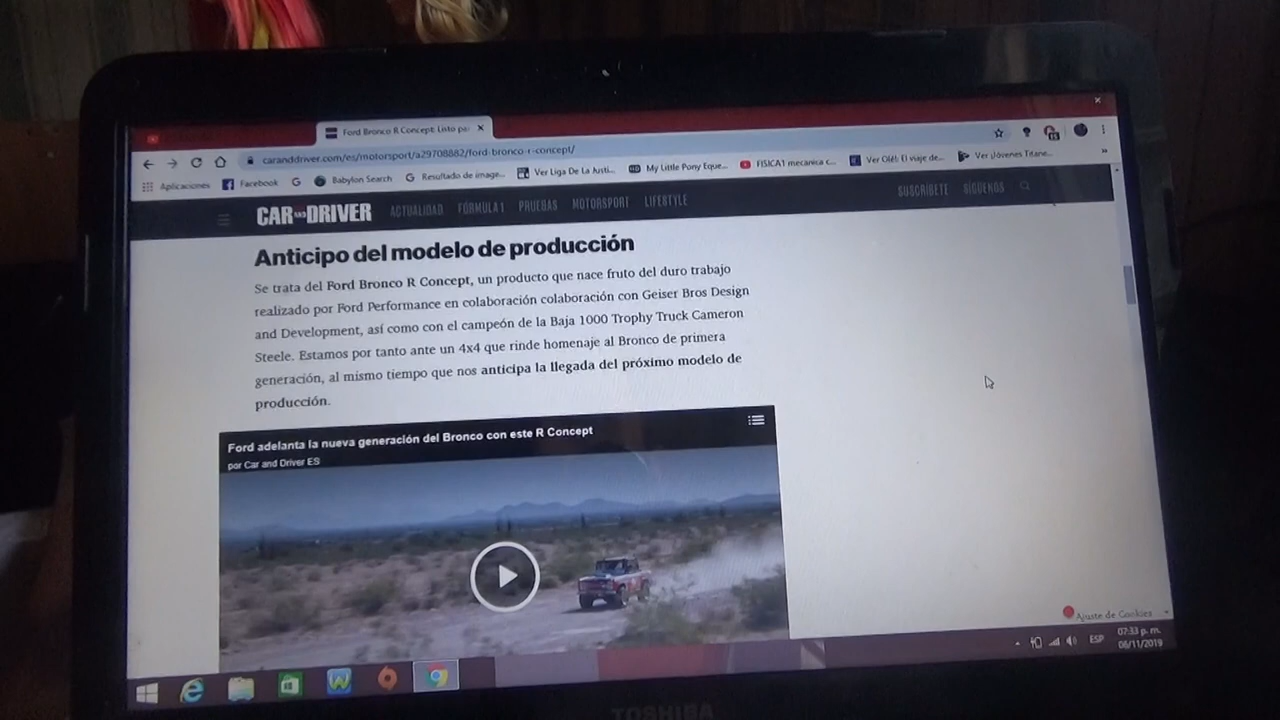 Ford Bronco R Concept: Listo pa
caranddriver.com/es/motorsport/a29708882/ford-bronco-r-concept/
Aplicaciones Facebook Babylon Search Resultado de image... Ver Liga De La Justi... My Little Pony Eque... FISICA1 mecanica c... Ver Olé!: El viaje de... Ver ¡Jóvenes Titane... »
CAR AND DRIVER ACTUALIDAD FÓRMULA 1 PRUEBAS MOTORSPORT LIFESTYLE SUSCRÍBETE SÍGUENOS
Anticipo del modelo de producción
Se trata del Ford Bronco R Concept, un producto que nace fruto del duro trabajo
realizado por Ford Performance en colaboración colaboración con Geiser Bros Design
and Development, así como con el campeón de la Baja 1000 Trophy Truck Cameron
Steele. Estamos por tanto ante un 4x4 que rinde homenaje al Bronco de primera
generación, al mismo tiempo que nos anticipa la llegada del próximo modelo de
producción.
Ford adelanta la nueva generación del Bronco con este R Concept
por Car and Driver ES
Ajuste de Cookies
ESP 07:33 p. m.
06/11/2019
TOSHIBA